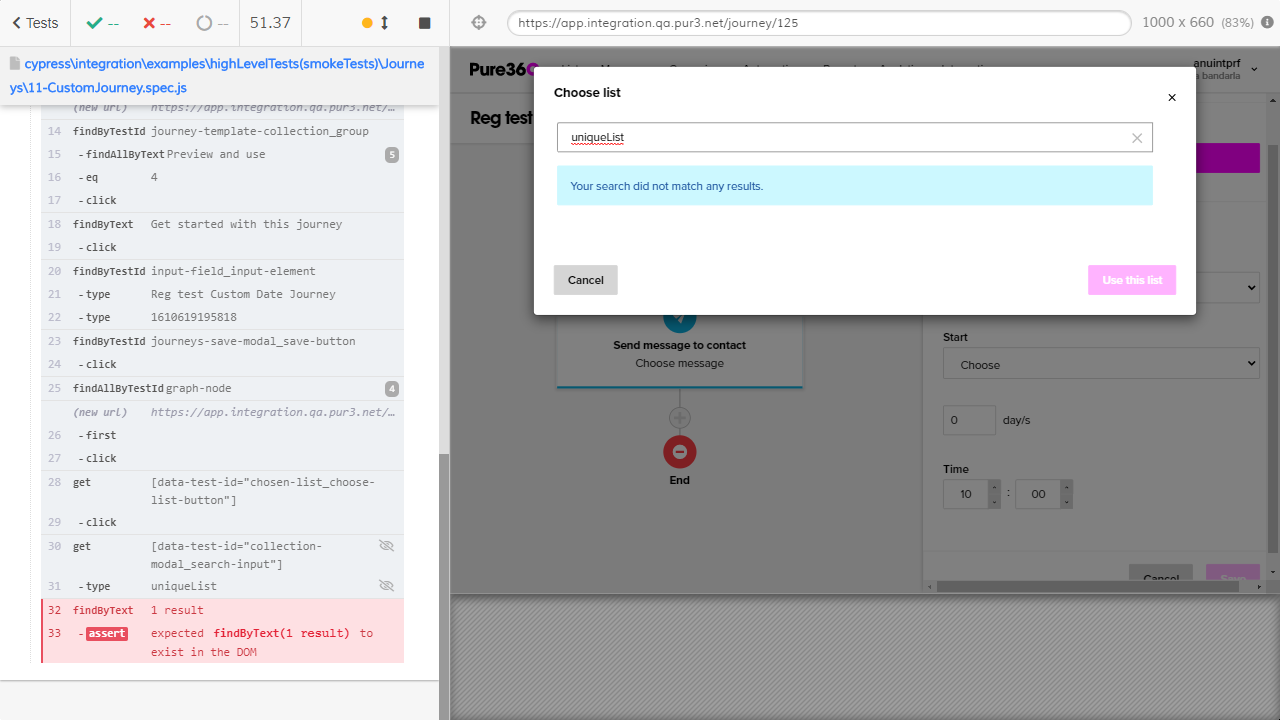 Tests
--
--
--
51.37
https://app.integration.qa.pur3.net/journey/125
1000 x 660 (83%)
cypress\integration\examples\highLevelTests(smokeTests)\Journe
ys\11-CustomJourney.spec.js
(new url) https://app.integration.qa.pur3.net/…
14 findByTestId journey-template-collection_group
15 -findAllByText Preview and use 5
16 -eq 4
17 -click
18 findByText Get started with this journey
19 -click
20 findByTestId input-field_input-element
21 -type Reg test Custom Date Journey
22 -type 1610619195818
23 findByTestId journeys-save-modal_save-button
24 -click
25 findAllByTestId graph-node 4
(new url) https://app.integration.qa.pur3.net/…
26 -first
27 -click
28 get [data-test-id="chosen-list_choose-
list-button"]
29 -click
30 get [data-test-id="collection-
modal_search-input"]
31 -type uniqueList
32 findByText 1 result
33 -assert expected findByText(1 result) to
exist in the DOM
Pure36
anuintprf
bandarla
Reg test
Choose list
×
uniqueList
Your search did not match any results.
Cancel
Use this list
Send message to contact
Choose message
End
Start
Choose
0 day/s
Time
10 : 00
Cancel
Save